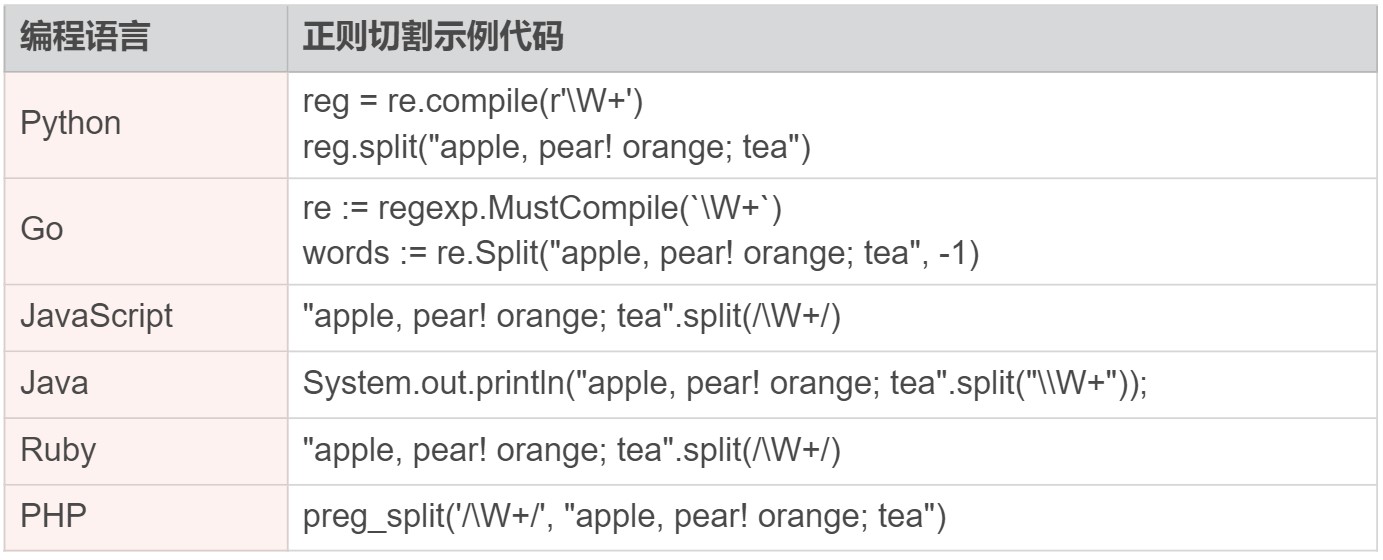 编程语言 正则切割示例代码
Python
reg = re.compile(r'\W+')
reg.split("apple, pear! orange; tea")
Go
re := regexp.MustCompile(`\W+`)
words := re.Split("apple, pear! orange; tea", -1)
JavaScript "apple, pear! orange; tea".split(/\W+/)
Java System.out.println("apple, pear! orange; tea".split("\\W+"));
Ruby "apple, pear! orange; tea".split(/\W+/)
PHP preg_split('/\W+/', "apple, pear! orange; tea")